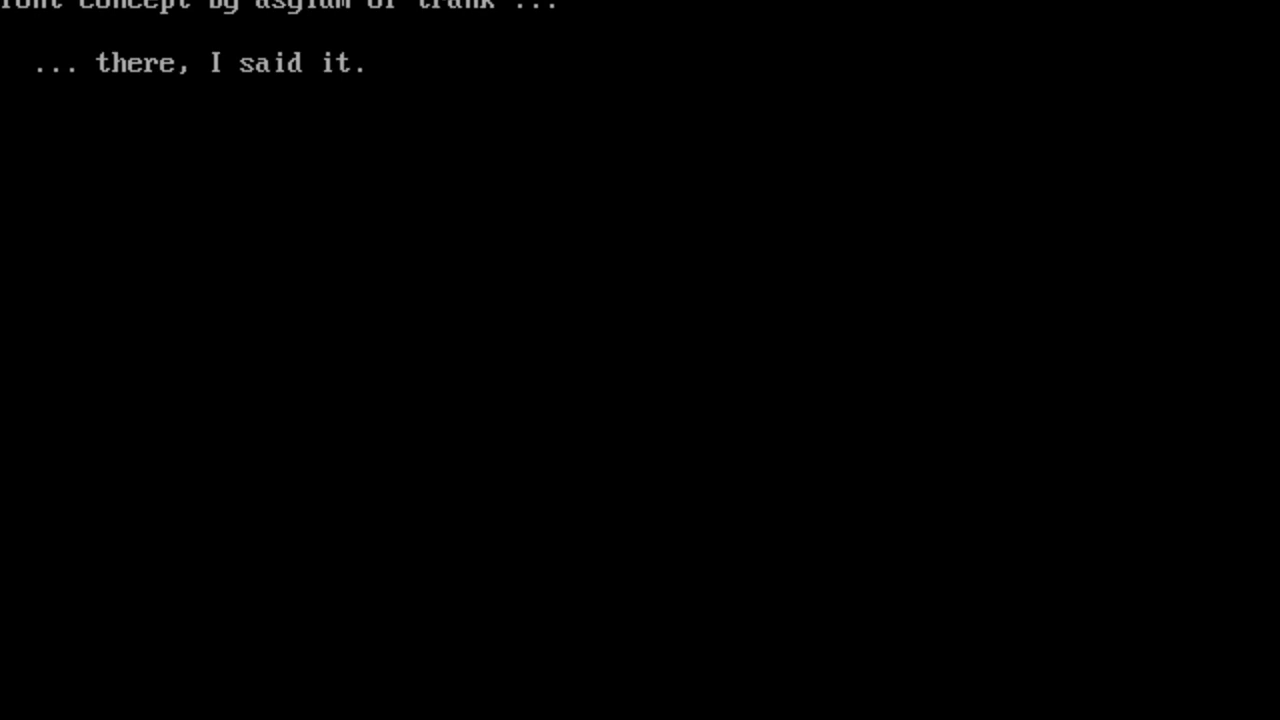 font concept by asylum of trank ...
... there, I said it.